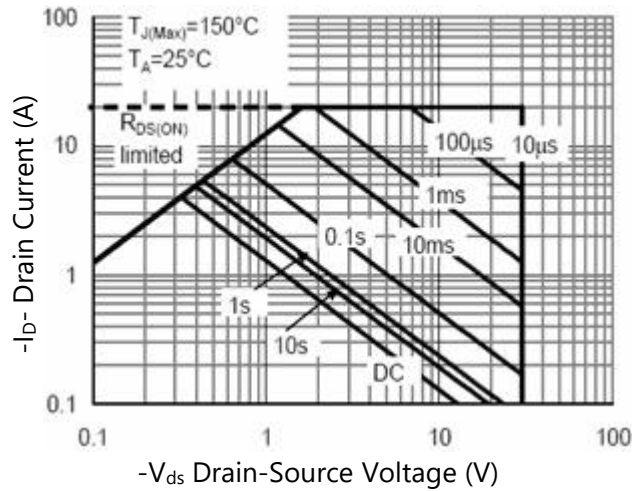 100
T_J(Max)=150°C
T_A=25°C
R_DS(ON)
limited
10
100μs
10μs
1ms
0.1s
10ms
1
1s
10s
DC
0.1
0.1
1
10
100
-I_D- Drain Current (A)
-V_ds Drain-Source Voltage (V)